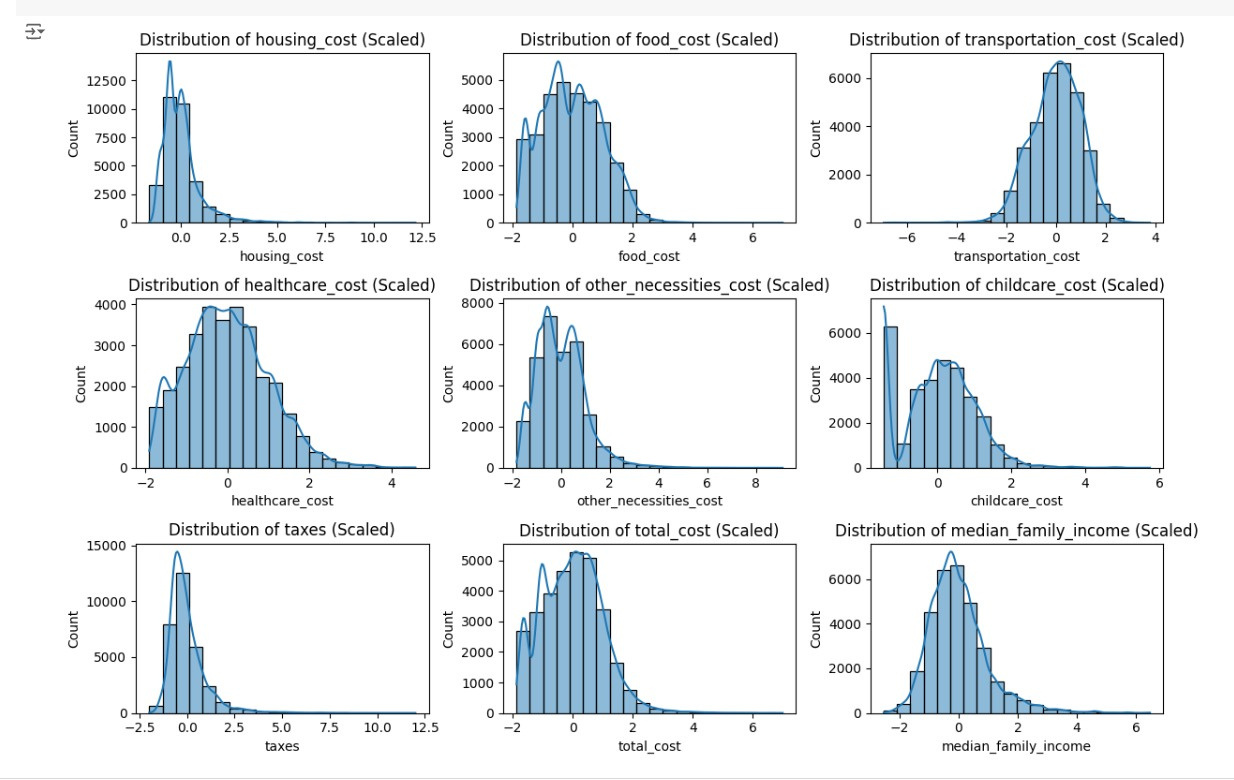 Distribution of housing_cost (Scaled)
Count
12500
10000
7500
5000
2500
0
0.0 2.5 5.0 7.5 10.0 12.5
housing_cost
Distribution of food_cost (Scaled)
Count
5000
4000
3000
2000
1000
0
−2 0 2 4 6
food_cost
Distribution of transportation_cost (Scaled)
Count
6000
4000
2000
0
−6 −4 −2 0 2 4
transportation_cost
Distribution of healthcare_cost (Scaled)
Count
4000
3000
2000
1000
0
−2 0 2 4
healthcare_cost
Distribution of other_necessities_cost (Scaled)
Count
8000
6000
4000
2000
0
−2 0 2 4 6 8
other_necessities_cost
Distribution of childcare_cost (Scaled)
Count
6000
4000
2000
0
0 2 4 6
childcare_cost
Distribution of taxes (Scaled)
Count
15000
10000
5000
0
−2.5 0.0 2.5 5.0 7.5 10.0 12.5
taxes
Distribution of total_cost (Scaled)
Count
5000
4000
3000
2000
1000
0
−2 0 2 4 6
total_cost
Distribution of median_family_income (Scaled)
Count
6000
4000
2000
0
−2 0 2 4 6
median_family_income